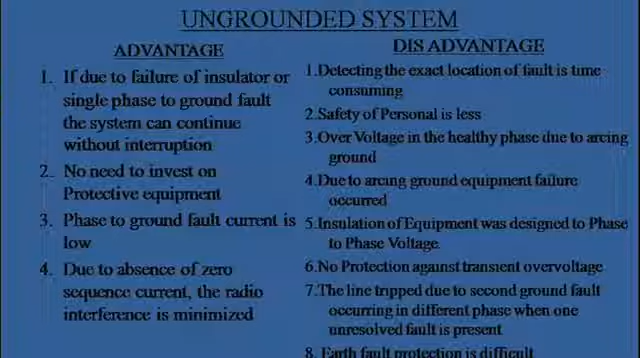 UNGROUNDED SYSTEM
ADVANTAGE
1. If due to failure of insulator or
single phase to ground fault
the system can continue
without interruption
2. No need to invest on
Protective equipment
3. Phase to ground fault current is
low
4. Due to absence of zero
sequence current, the radio
interference is minimized
DIS ADVANTAGE
1.Detecting the exact location of fault is time
consuming
2.Safety of Personal is less
3.Over Voltage in the healthy phase due to arcing
ground
4.Due to arcing ground equipment failure
occurred
5.Insulation of Equipment was designed to Phase
to Phase Voltage.
6.No Protection against transient overvoltage
7.The line tripped due to second ground fault
occurring in different phase when one
unresolved fault is present
8. Earth fault protection is difficult